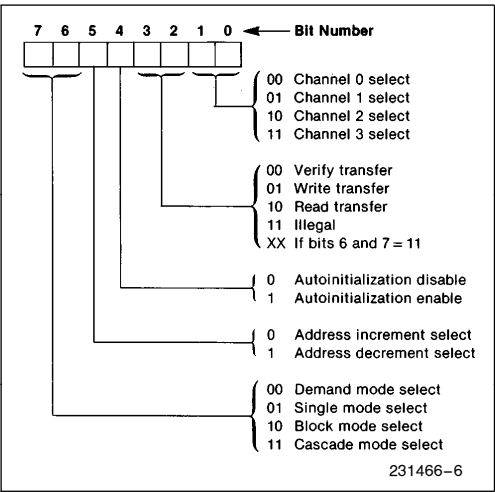 7 6 5 4 3 2 1 0 Bit Number
00 Channel 0 select
01 Channel 1 select
10 Channel 2 select
11 Channel 3 select
00 Verify transfer
01 Write transfer
10 Read transfer
11 Illegal
XX If bits 6 and 7 = 11
0 Autoinitialization disable
1 Autoinitialization enable
0 Address increment select
1 Address decrement select
00 Demand mode select
01 Single mode select
10 Block mode select
11 Cascade mode select
231466-6